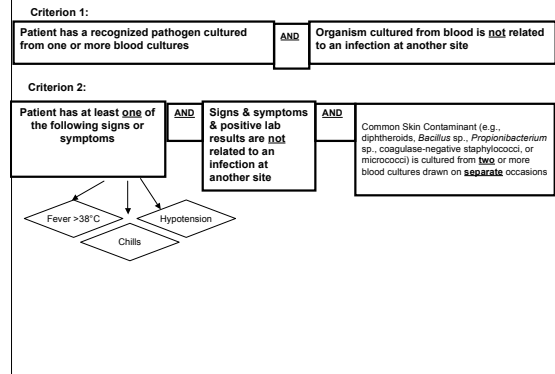 Criterion 1:
Patient has a recognized pathogen cultured
from one or more blood cultures
AND
Organism cultured from blood is not related
to an infection at another site
Criterion 2:
Patient has at least one of
the following signs or
symptoms
AND
Signs & symptoms
& positive lab
results are not
related to an
infection at
another site
AND
Common Skin Contaminant (e.g.,
diphtheroids, Bacillus sp., Propionibacterium
sp., coagulase-negative staphylococci, or
micrococci) is cultured from two or more
blood cultures drawn on separate occasions
Fever >38°C
Hypotension
Chills